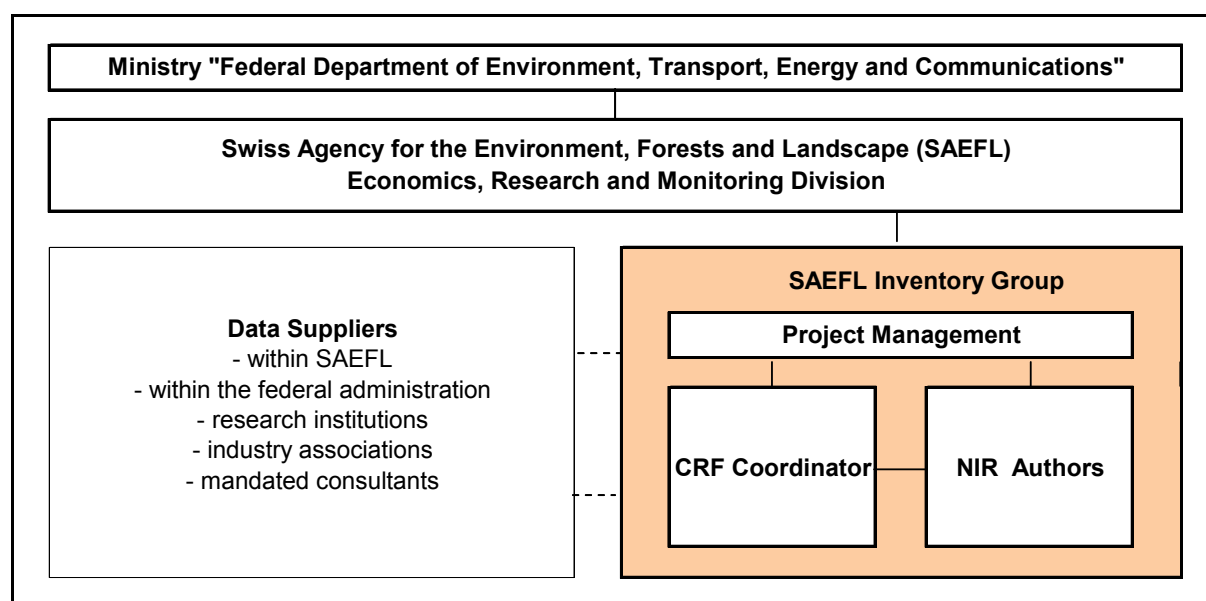 Ministry "Federal Department of Environment, Transport, Energy and Communications"
Swiss Agency for the Environment, Forests and Landscape (SAEFL)
Economics, Research and Monitoring Division
Data Suppliers
- within SAEFL
- within the federal administration
- research institutions
- industry associations
- mandated consultants
SAEFL Inventory Group
Project Management
CRF Coordinator
NIR Authors